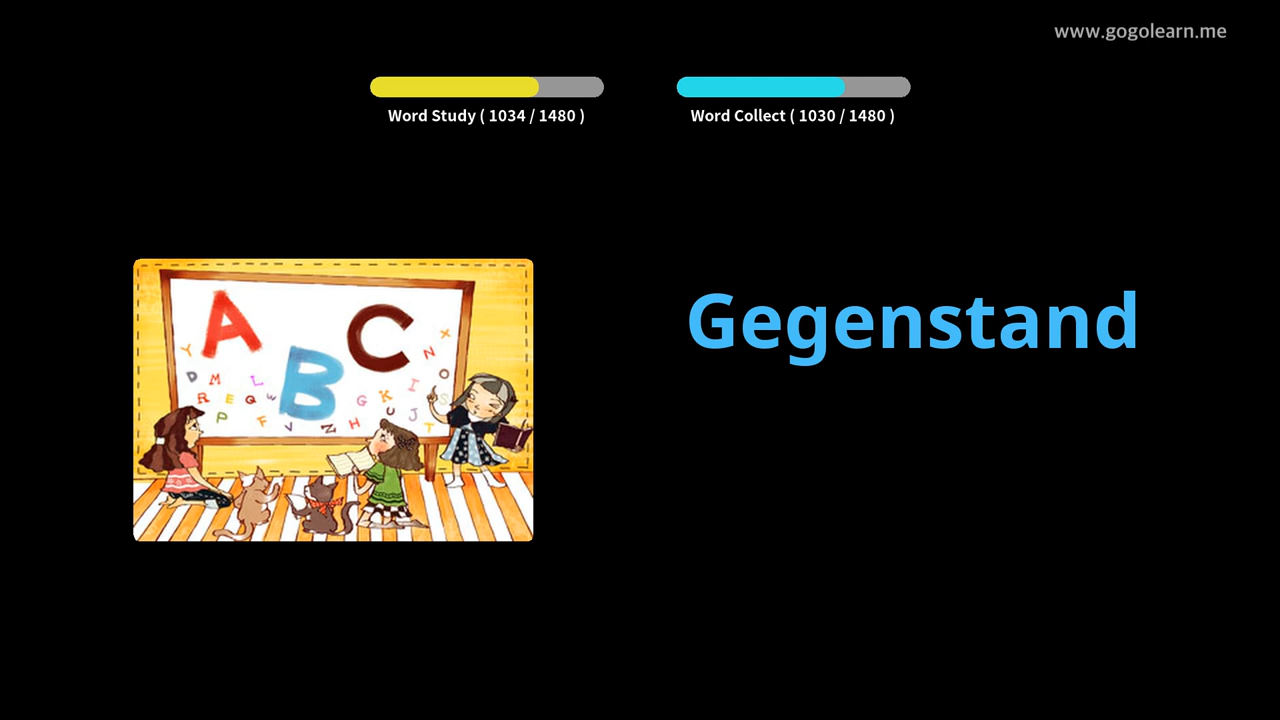 www.gogolearn.me
Word Study ( 1034 / 1480 )
Word Collect ( 1030 / 1480 )
Gegenstand
A
B
C
Y
X
N
D M L
O
R E Q W
I
G K
S
P
F
V
Z H
U
J
T